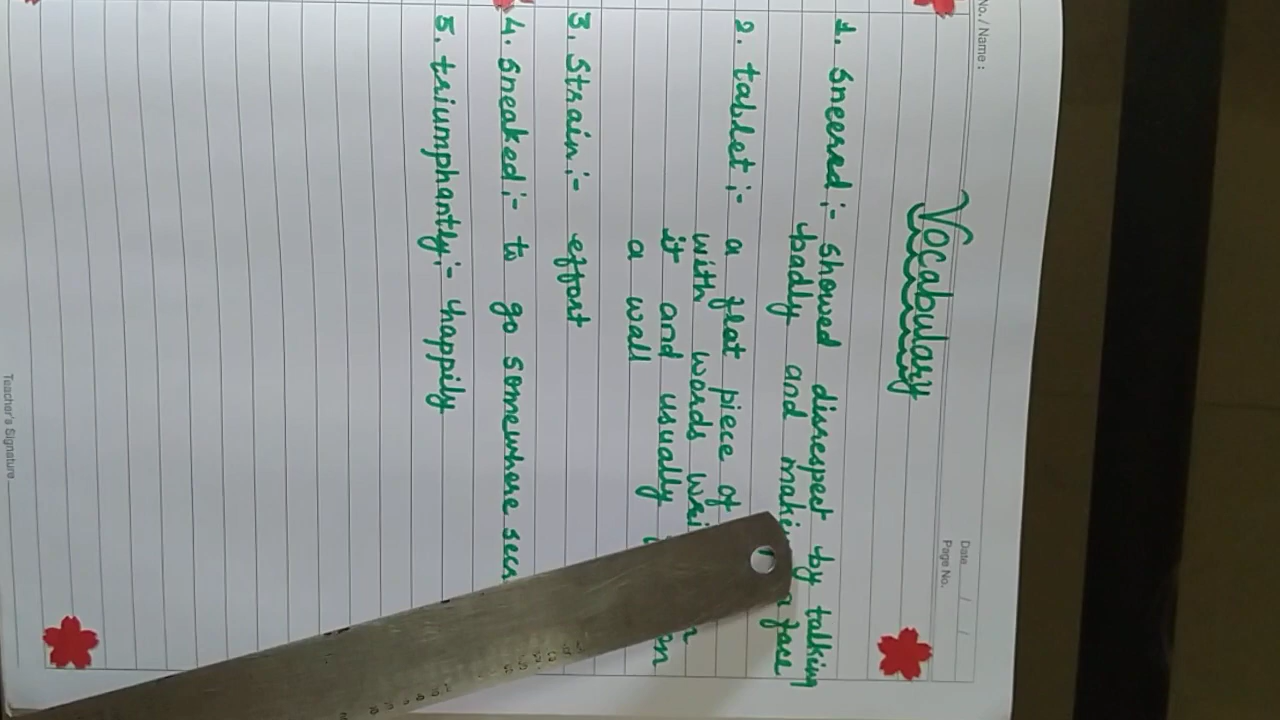 No. / Name :
Date / /
Page No.
Vocabulary
1. Sneered :- showed disrespect by talking
badly and a face
2. tablet :- a flat piece of
with words
it and usually on
a wall
3. Strain :- effort
4. Sneaked :- to go somewhere
5. triumphantly :- happily
Teacher's Signature